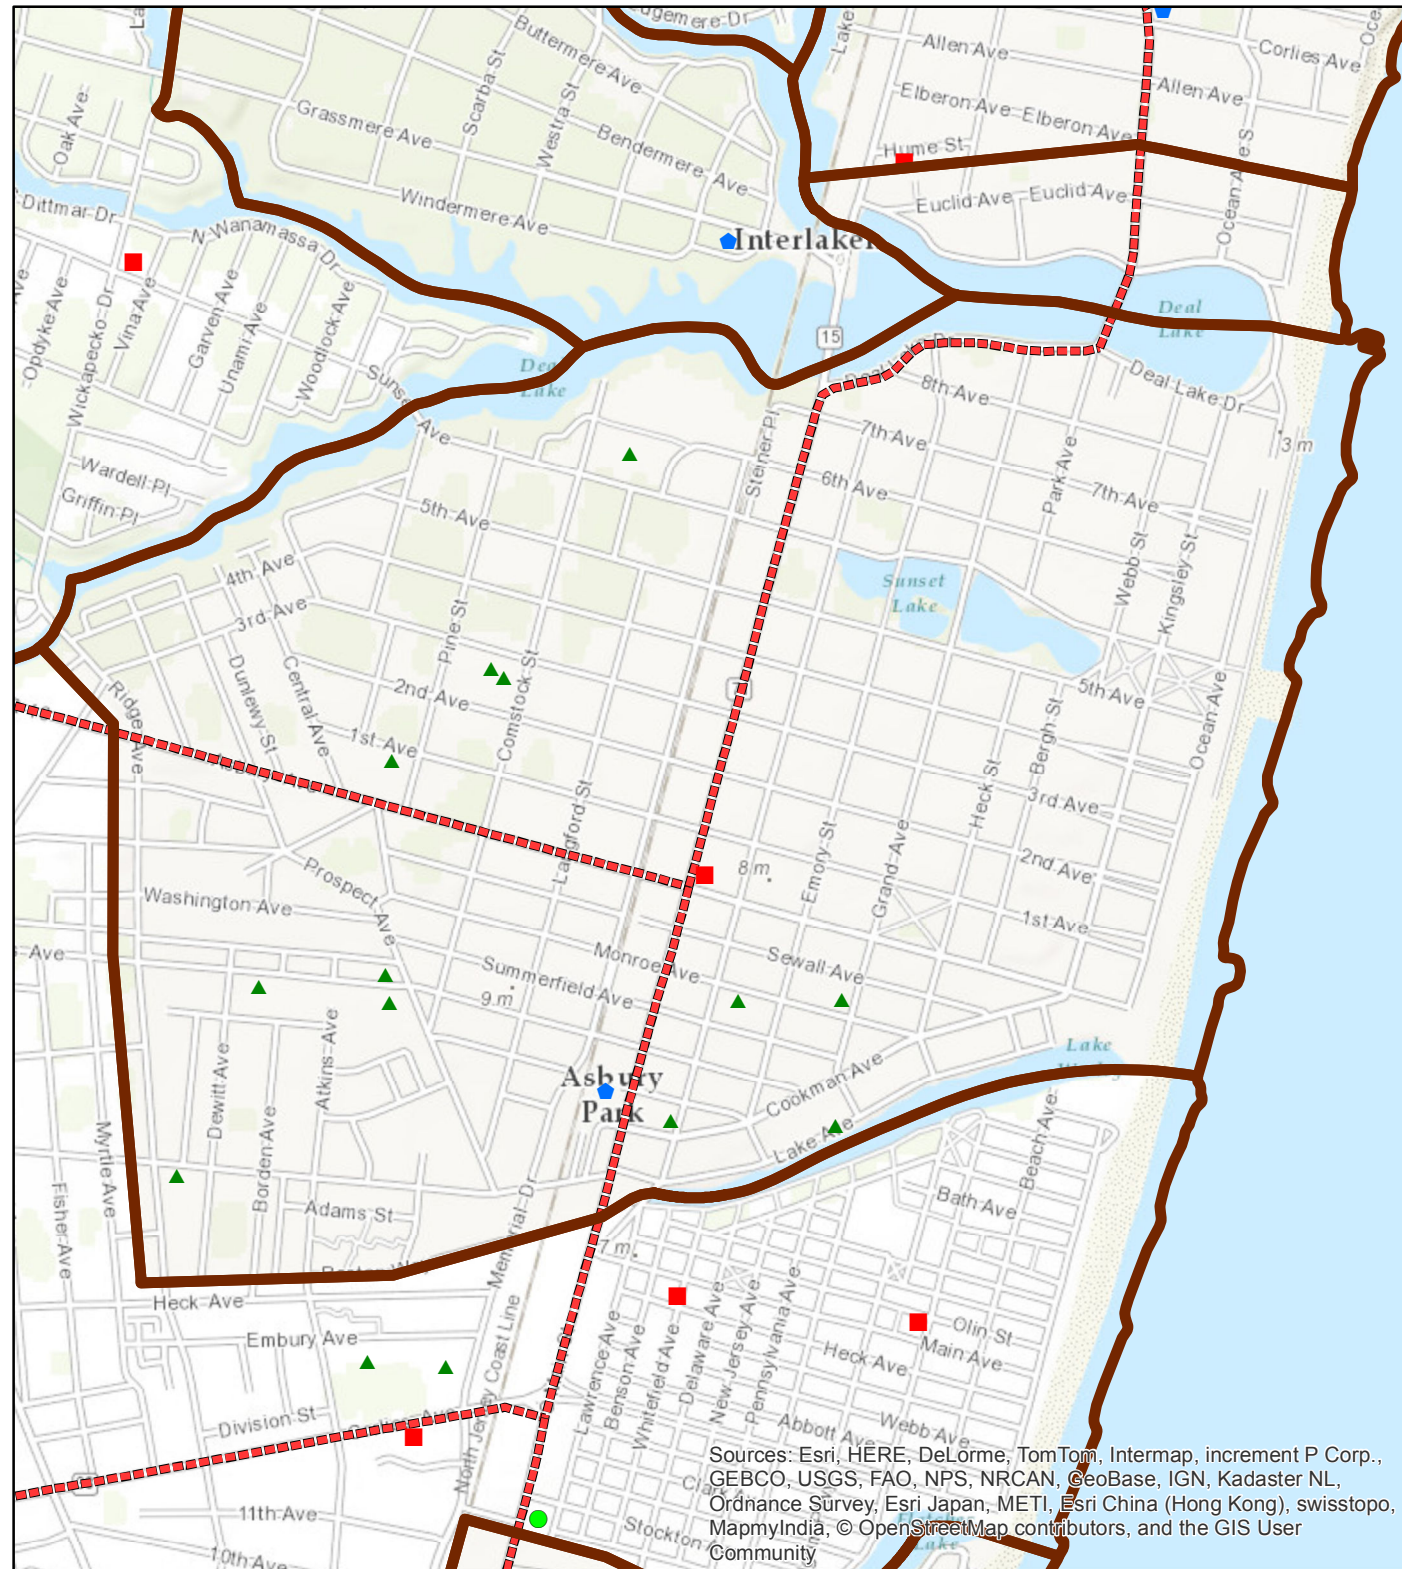 Buttermere Ave
Allen Ave
Corlies Ave
Scarba St
Westra St
Oak Ave
Grassmere Ave
Bendermere Ave
Allen Ave
Elberon Ave
Elberon Ave
Hume St
Windermere Ave
Euclid Ave
Euclid Ave
Ocean Ave S
Dittmar Dr
N Wanamassa Dr
Interlaken
Opdyke Ave
Wickapecko Dr
Vina Ave
Garven Ave
Unami Ave
Woodlock Ave
15
Deal
Lake
Deal
Lake
Sunset Ave
8th Ave
Deal Lake Dr
7th Ave
3 m
Wardell Pl
Griffin Pl
Steiner Pl
6th Ave
Park Ave
7th Ave
5th Ave
4th Ave
3rd Ave
Sunset
Lake
Webb St
Kingsley St
Pine St
Comstock St
Dunlewy St
Central Ave
Ridge Ave
2nd Ave
1st Ave
5th Ave
Bergh St
Ocean Ave
Heck St
3rd Ave
Langford St
Emory St
Grand Ave
8 m
2nd Ave
Prospect Ave
Washington Ave
1st Ave
s Ave
Monroe Ave
Sewall Ave
Summerfield Ave
9 m
Atkins Ave
Dewitt Ave
Borden Ave
Lake
Asbury
Park
Cookman Ave
Lake Ave
Beach Ave
Myrtle Ave
Fisher Ave
Adams St
Memorial Dr
Bath Ave
7 m
Heck Ave
Embury Ave
North Jersey Coast Line
Lawrence Ave
Benson Ave
Whitefield Ave
Delaware Ave
New Jersey Ave
Pennsylvania Ave
Olin St
Main Ave
Heck Ave
Division St
Corlies Ave
Abbott Ave
Webb Ave
11th Ave
10th Ave
Stockton
Fletcher
Lake
Sources: Esri, HERE, DeLorme, TomTom, Intermap, increment P Corp.,
GEBCO, USGS, FAO, NPS, NRCAN, GeoBase, IGN, Kadaster NL,
Ordnance Survey, Esri Japan, METI, Esri China (Hong Kong), swisstopo,
MapmyIndia, © OpenStreetMap contributors, and the GIS User
Community